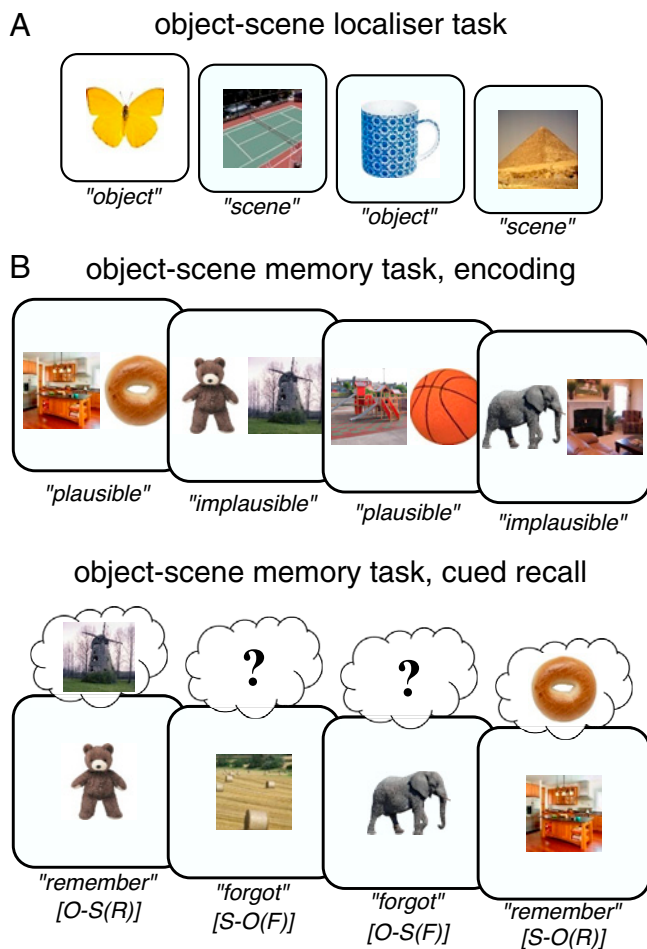 A
object-scene localiser task
"object"
"scene"
"object"
"scene"
B
object-scene memory task, encoding
"plausible"
"implausible"
"plausible"
"implausible"
object-scene memory task, cued recall
?
?
"remember"
[O-S(R)]
"forgot"
[S-O(F)]
"forgot"
[O-S(F)]
"remember"
[S-O(R)]